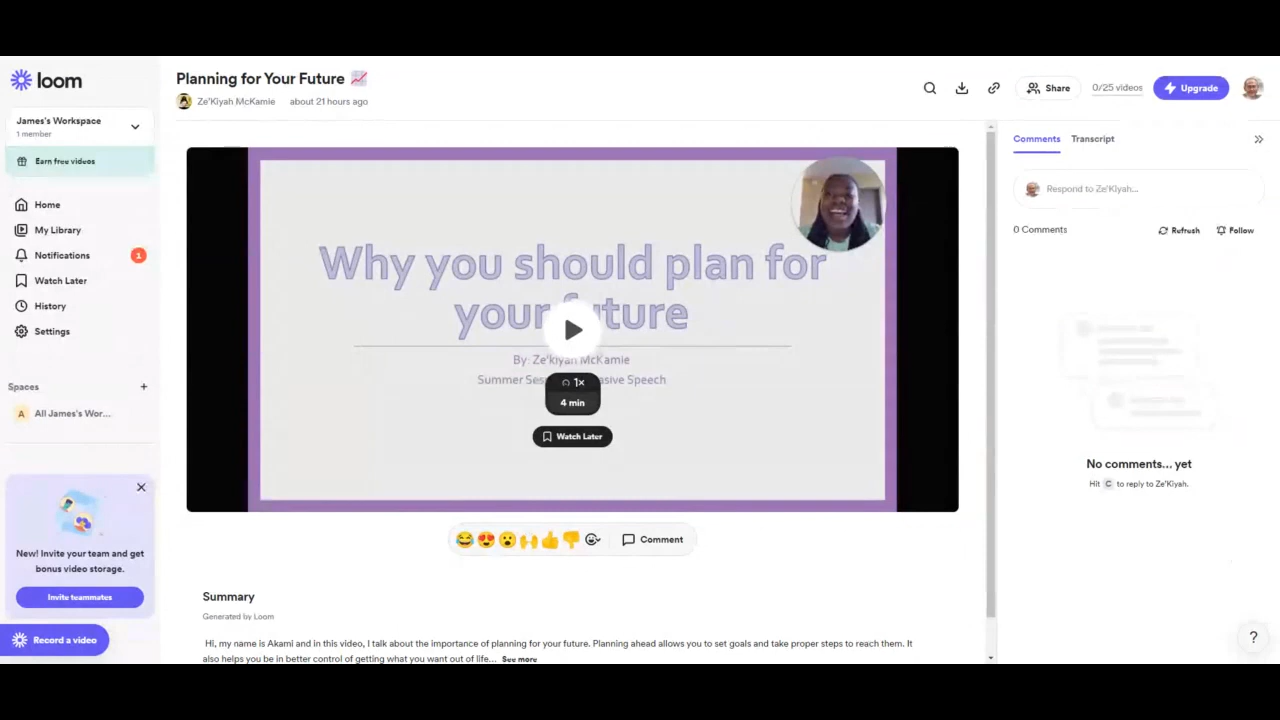 loom
James's Workspace
1 member
Earn free videos
Home
My Library
Notifications
1
Watch Later
History
Settings
Spaces
+
A All James's Wor...
New! Invite your team and get
bonus video storage.
Invite teammates
Record a video
Planning for Your Future
Ze'Kiyah McKamie about 21 hours ago
Share
0/25 videos
Upgrade
Why you should plan for
your future
By: Ze'kiyah McKamie
Summer Speech
1×
4 min
Watch Later
Comment
Summary
Generated by Loom
Hi, my name is Akami and in this video, I talk about the importance of planning for your future. Planning ahead allows you to set goals and take proper steps to reach them. It
also helps you be in better control of getting what you want out of life... See more
Comments Transcript
Respond to Ze'Kiyah...
0 Comments Refresh Follow
No comments... yet
Hit C to reply to Ze'Kiyah.
?